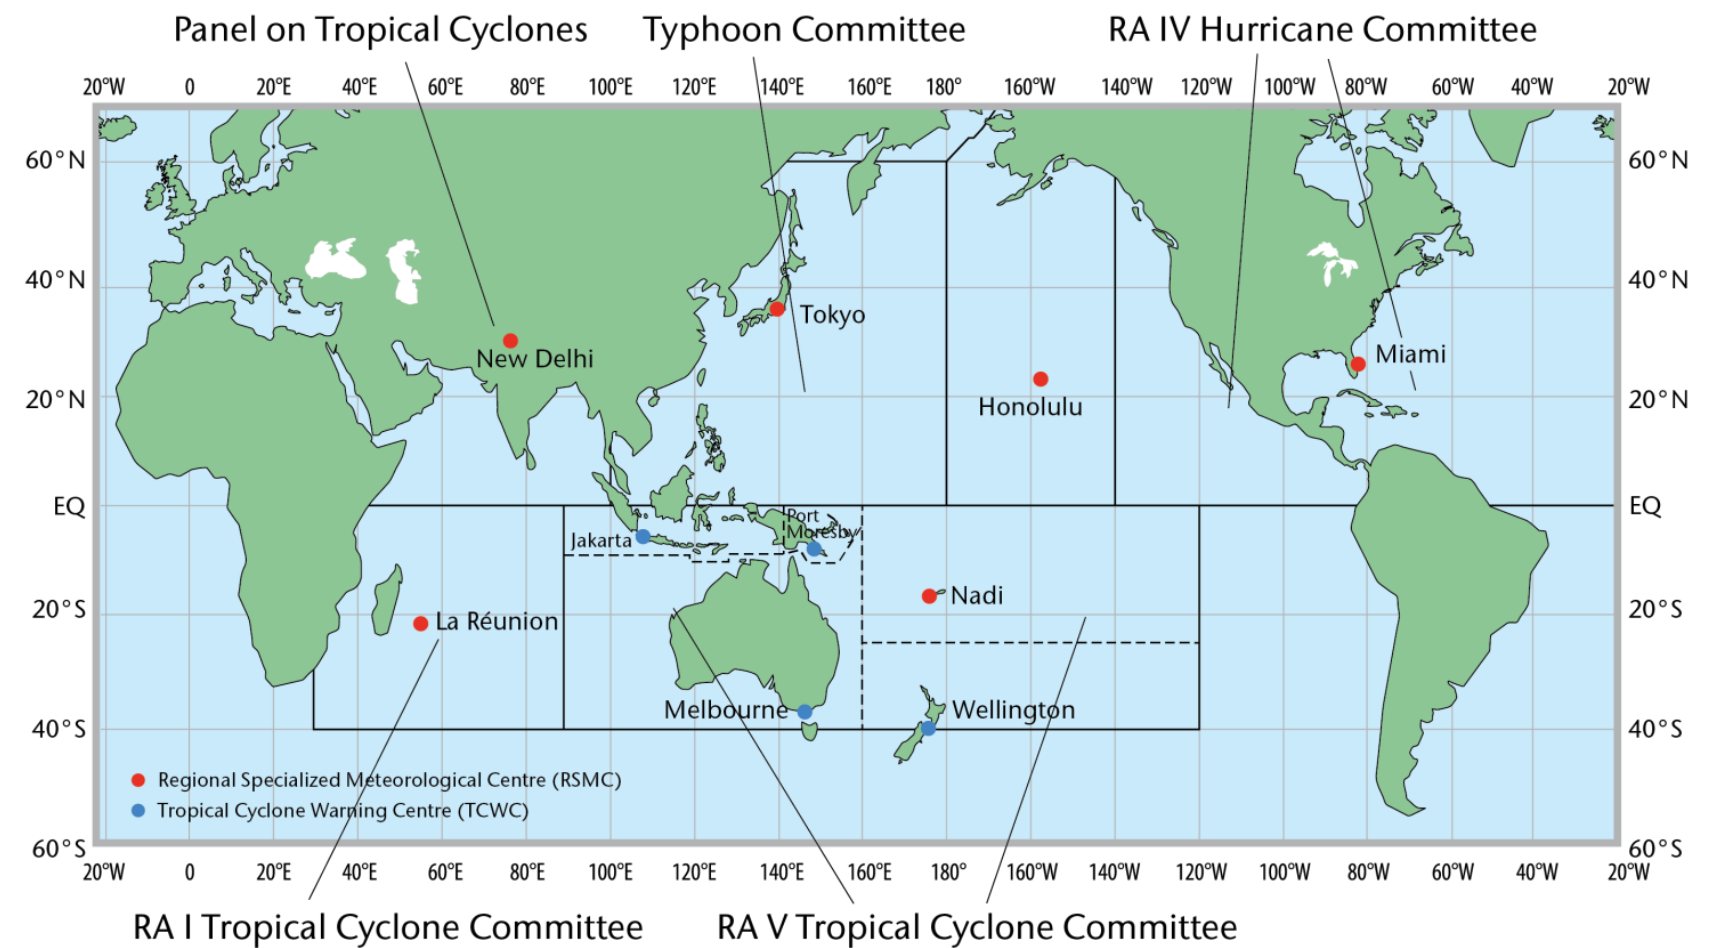 Panel on Tropical Cyclones Typhoon Committee RA IV Hurricane Committee
20°W 0 20°E 40°E 60°E 80°E 100°E 120°E 140°E 160°E 180° 160°W 140°W 120°W 100°W 80°W 60°W 40°W 20°W
60°N 60°N
40°N 40°N
Tokyo
New Delhi
Miami
20°N Honolulu 20°N
EQ EQ
Port
Moresby
Jakarta
Nadi
20°S 20°S
La Réunion
Melbourne Wellington
40°S 40°S
Regional Specialized Meteorological Centre (RSMC)
Tropical Cyclone Warning Centre (TCWC)
60°S 60°S
20°W 0 20°E 40°E 60°E 80°E 100°E 120°E 140°E 160°E 180° 160°W 140°W 120°W 100°W 80°W 60°W 40°W 20°W
RA I Tropical Cyclone Committee RA V Tropical Cyclone Committee